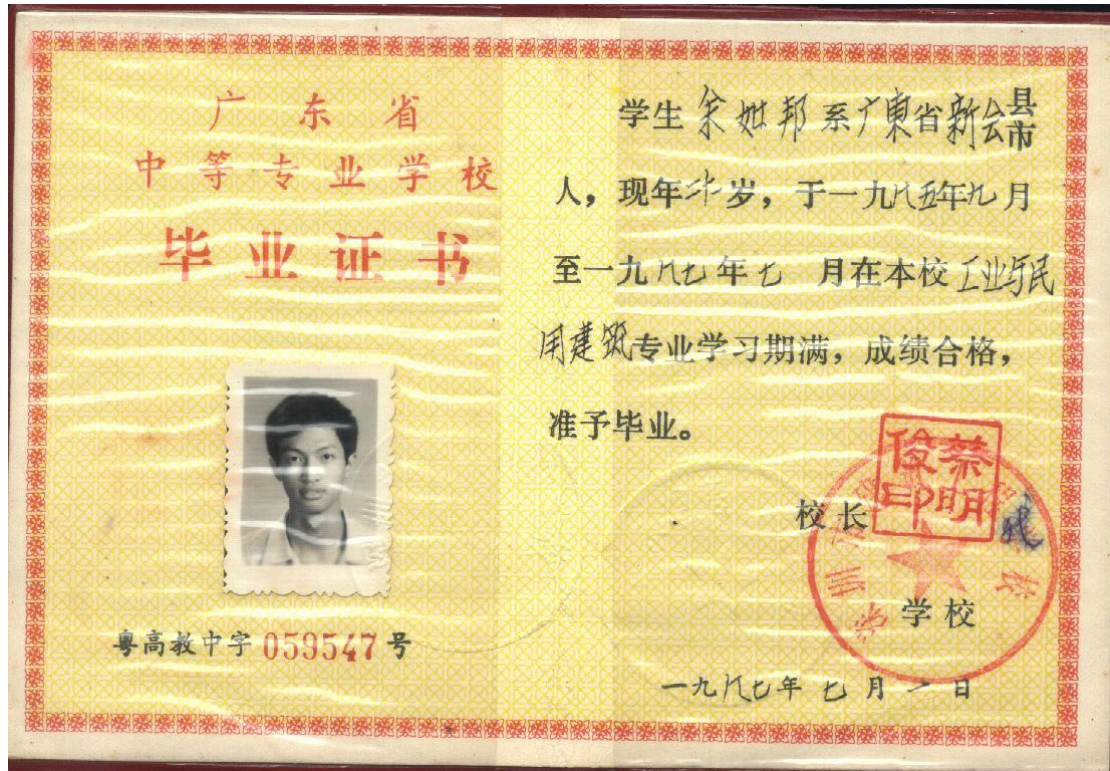 广东省
中等专业学校
毕业证书
粤高教中字 059547 号
学生余如邦系广東省新会县市
人，现年廿岁，于一九八五年九月
至一九八七年七 月在本校工业与民
用建筑专业学习期满，成绩合格，
准予毕业。
校长 蔡明俊印
学校
一九八七年七月一日